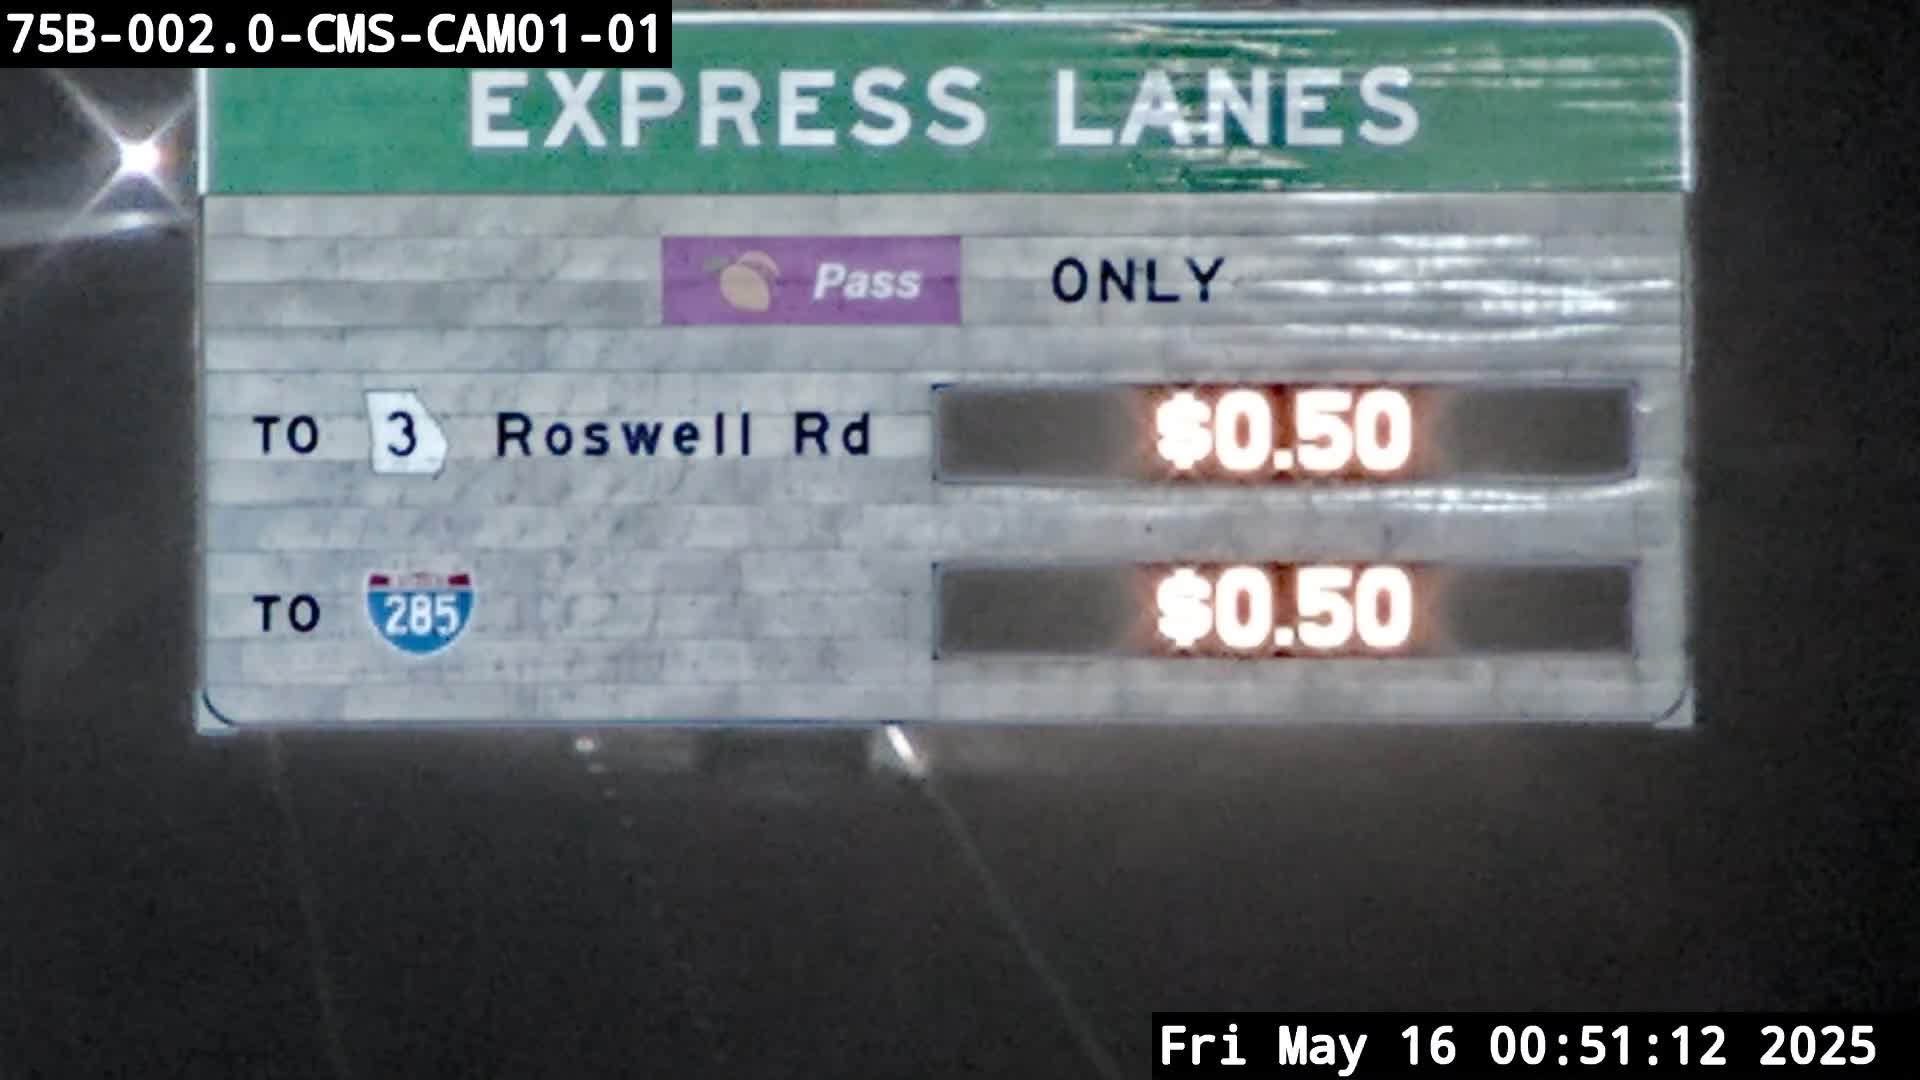 75B-002.0-CMS-CAM01-01
EXPRESS LANES
Pass ONLY
TO 3 Roswell Rd $0.50
TO 285 $0.50
Fri May 16 00:51:12 2025